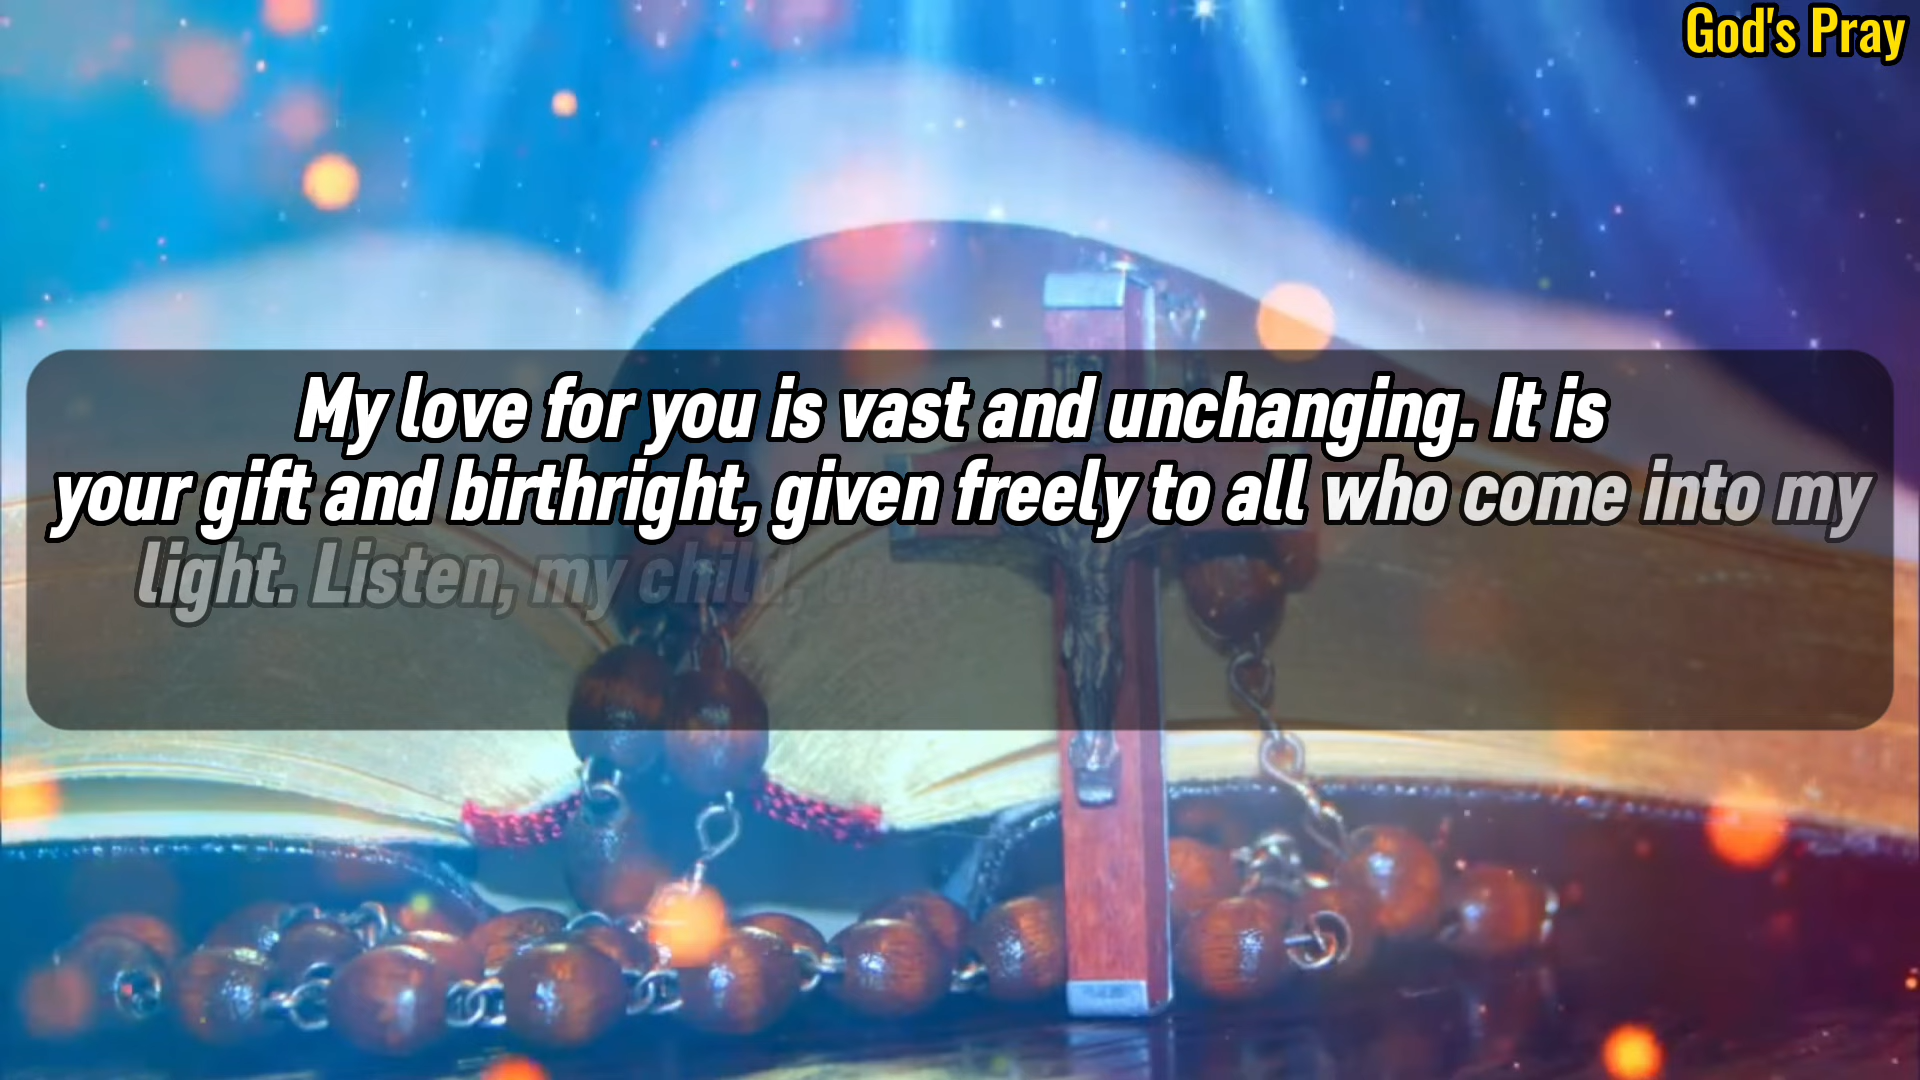 God's Pray
My love for you is vast and unchanging. It is
your gift and birthright, given freely to all who come into my
light. Listen, my child,